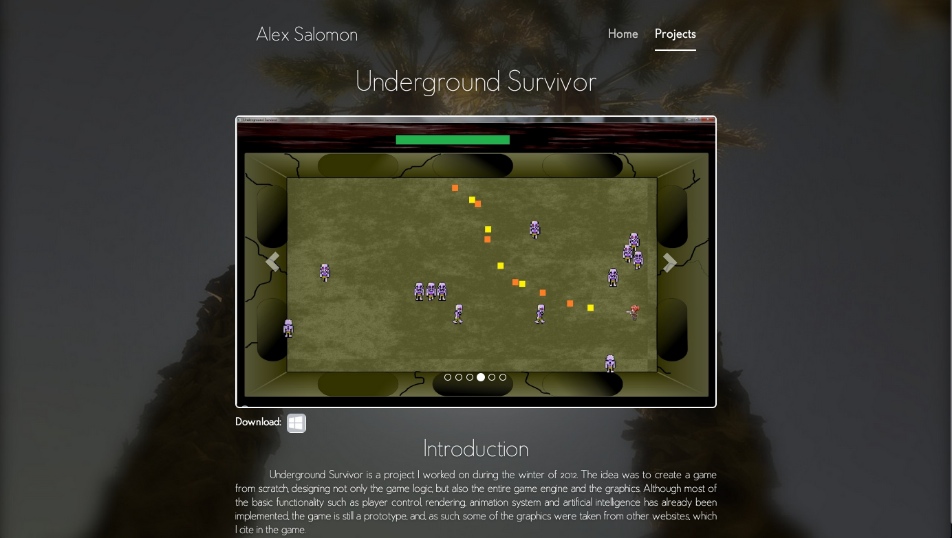 Alex Salomon
Home Projects
Underground Survivor
Download:
Introduction
Underground Survivor is a project I worked on during the winter of 2012. The idea was to create a game
from scratch, designing not only the game logic, but also the entire game engine and the graphics. Although most of
the basic functionality such as player control, rendering, animation system and artificial intelligence has already been
implemented, the game is still a prototype, and, as such, some of the graphics were taken from other websites, which
I cite in the game.